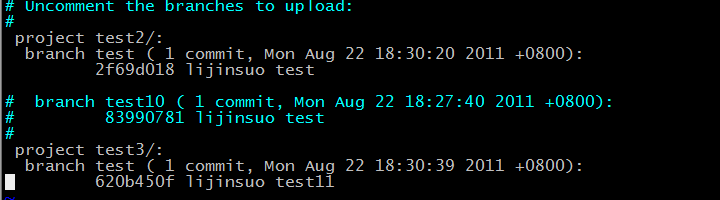 # Uncomment the branches to upload:
#
project test2/:
branch test ( 1 commit, Mon Aug 22 18:30:20 2011 +0800):
2f69d018 lijinsuo test
# branch test10 ( 1 commit, Mon Aug 22 18:27:40 2011 +0800):
# 83990781 lijinsuo test
#
project test3/:
branch test ( 1 commit, Mon Aug 22 18:30:39 2011 +0800):
620b450f lijinsuo test11
~